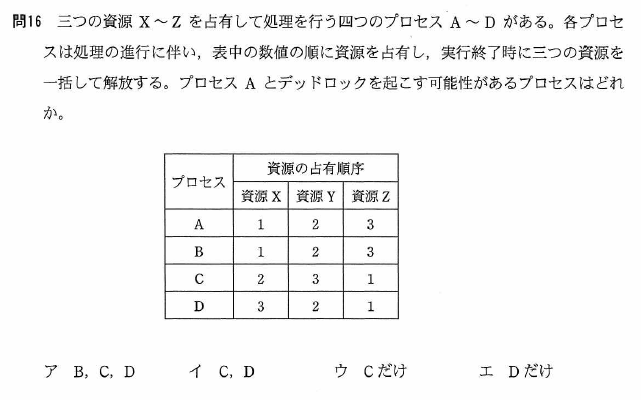 問16 三つの資源 X～Z を占有して処理を行う四つのプロセス A～D がある。各プロセ
スは処理の進行に伴い，表中の数値の順に資源を占有し，実行終了時に三つの資源を
一括して解放する。プロセス A とデッドロックを起こす可能性があるプロセスはどれ
か。
プロセス 資源の占有順序
資源 X 資源 Y 資源 Z
A 1 2 3
B 1 2 3
C 2 3 1
D 3 2 1
ア B，C，D イ C，D ウ Cだけ エ Dだけ